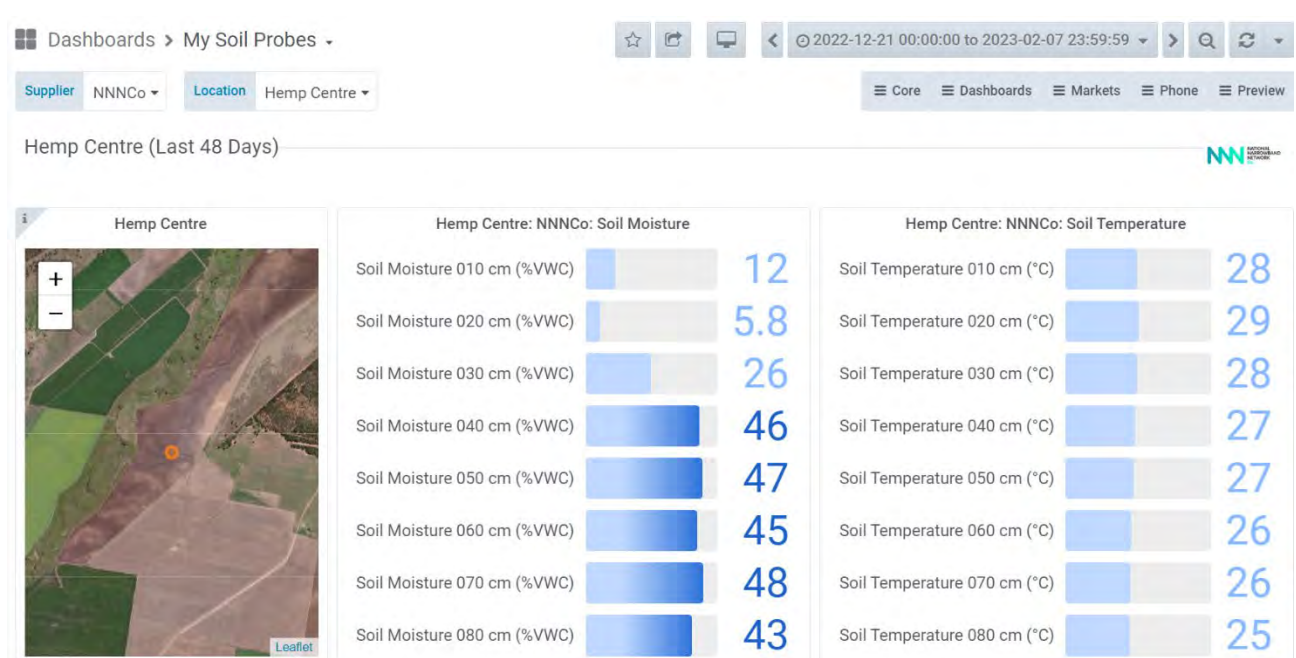 Dashboards > My Soil Probes
2022-12-21 00:00:00 to 2023-02-07 23:59:59
Supplier NNNCo Location Hemp Centre
Core Dashboards Markets Phone Preview
Hemp Centre (Last 48 Days)
NNN NATIONAL NARROWBAND NETWORK CO
i
Hemp Centre
+
−
Leaflet
Hemp Centre: NNNCo: Soil Moisture
Soil Moisture 010 cm (%VWC) 12
Soil Moisture 020 cm (%VWC) 5.8
Soil Moisture 030 cm (%VWC) 26
Soil Moisture 040 cm (%VWC) 46
Soil Moisture 050 cm (%VWC) 47
Soil Moisture 060 cm (%VWC) 45
Soil Moisture 070 cm (%VWC) 48
Soil Moisture 080 cm (%VWC) 43
Hemp Centre: NNNCo: Soil Temperature
Soil Temperature 010 cm (°C) 28
Soil Temperature 020 cm (°C) 29
Soil Temperature 030 cm (°C) 28
Soil Temperature 040 cm (°C) 27
Soil Temperature 050 cm (°C) 27
Soil Temperature 060 cm (°C) 26
Soil Temperature 070 cm (°C) 26
Soil Temperature 080 cm (°C) 25